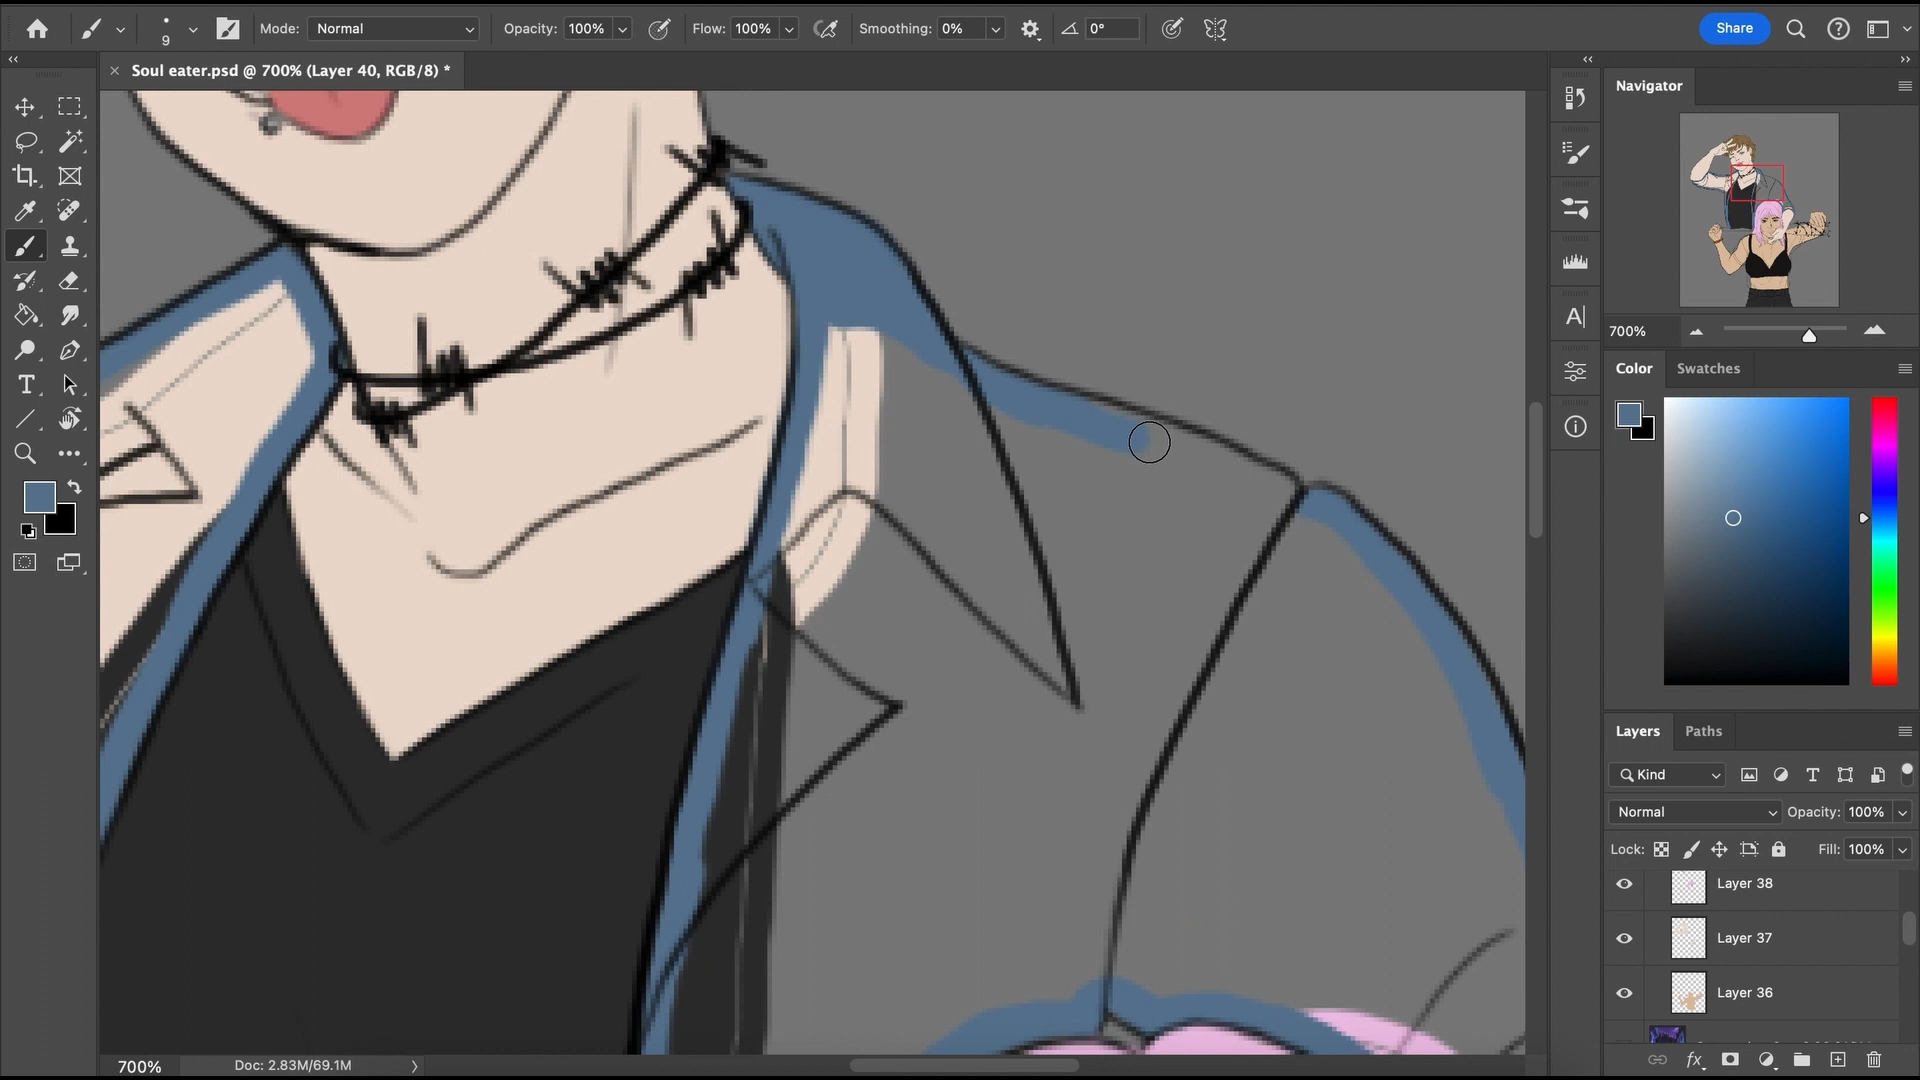 9
Mode: Normal
Opacity: 100%
Flow: 100%
Smoothing: 0%
0°
Share
Soul eater.psd @ 700% (Layer 40, RGB/8) *
Navigator
700%
Color Swatches
Layers Paths
Kind
Normal Opacity: 100%
Lock: Fill: 100%
Layer 38
Layer 37
Layer 36
700% Doc: 2.83M/69.1M